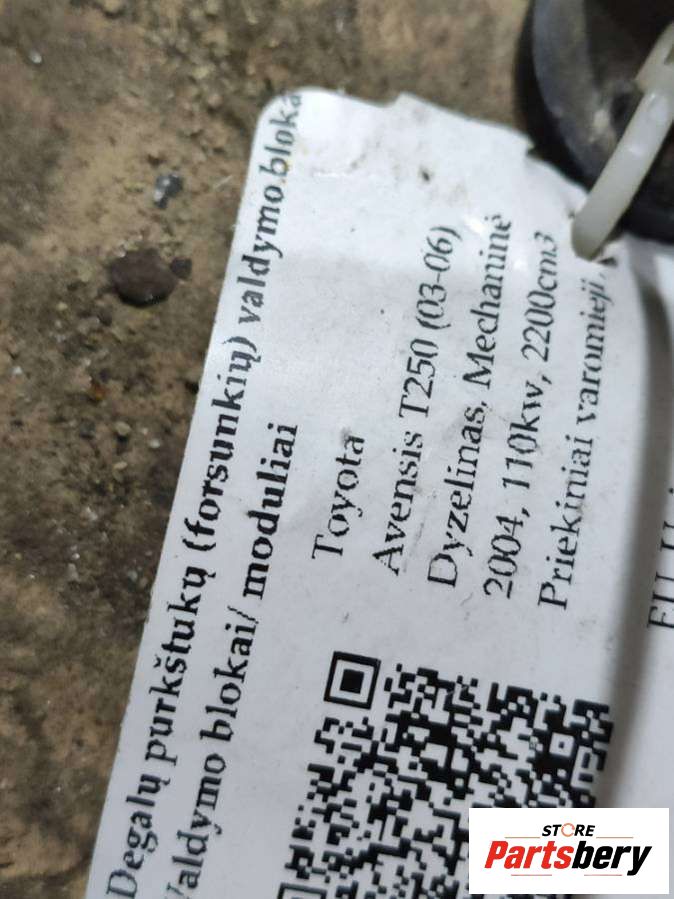 Degalų purkštukų (forsunkių) valdymo bloka
Valdymo blokai/ moduliai
Toyota
Avensis T250 (03-06)
Dyzelinas, Mechaninė
2004, 110kw, 2200cm3
Priekiniai varomieji
STORE
Partsbery